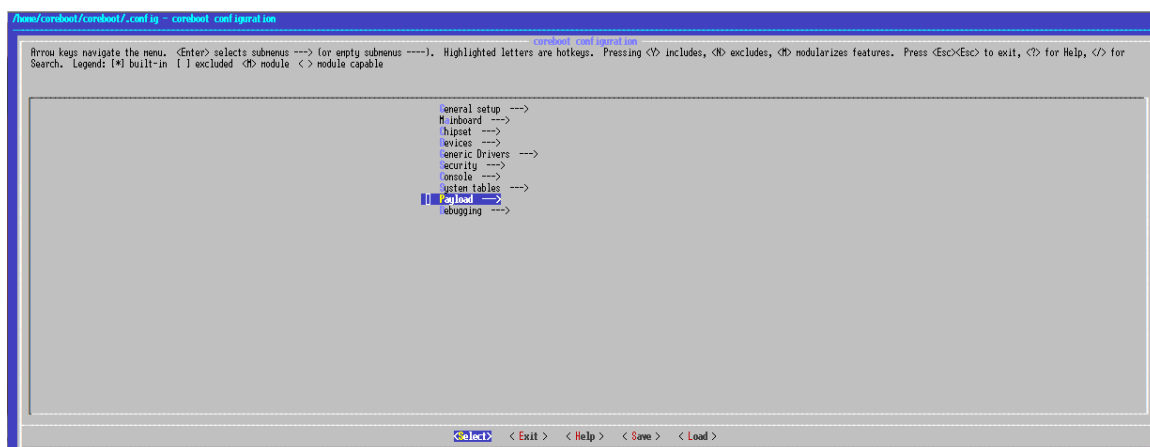 /home/coreboot/coreboot/.config - coreboot configuration
coreboot configuration
Arrow keys navigate the menu. <Enter> selects submenus ---> (or empty submenus ----). Highlighted letters are hotkeys. Pressing <Y> includes, <N> excludes, <M> modularizes features. Press <Esc><Esc> to exit, <?> for Help, </> for
Search. Legend: [*] built-in [ ] excluded <M> module < > module capable
General setup --->
Mainboard --->
Chipset --->
Devices --->
Generic Drivers --->
Security --->
Console --->
System tables --->
Payload --->
Debugging --->
<Select> < Exit > < Help > < Save > < Load >